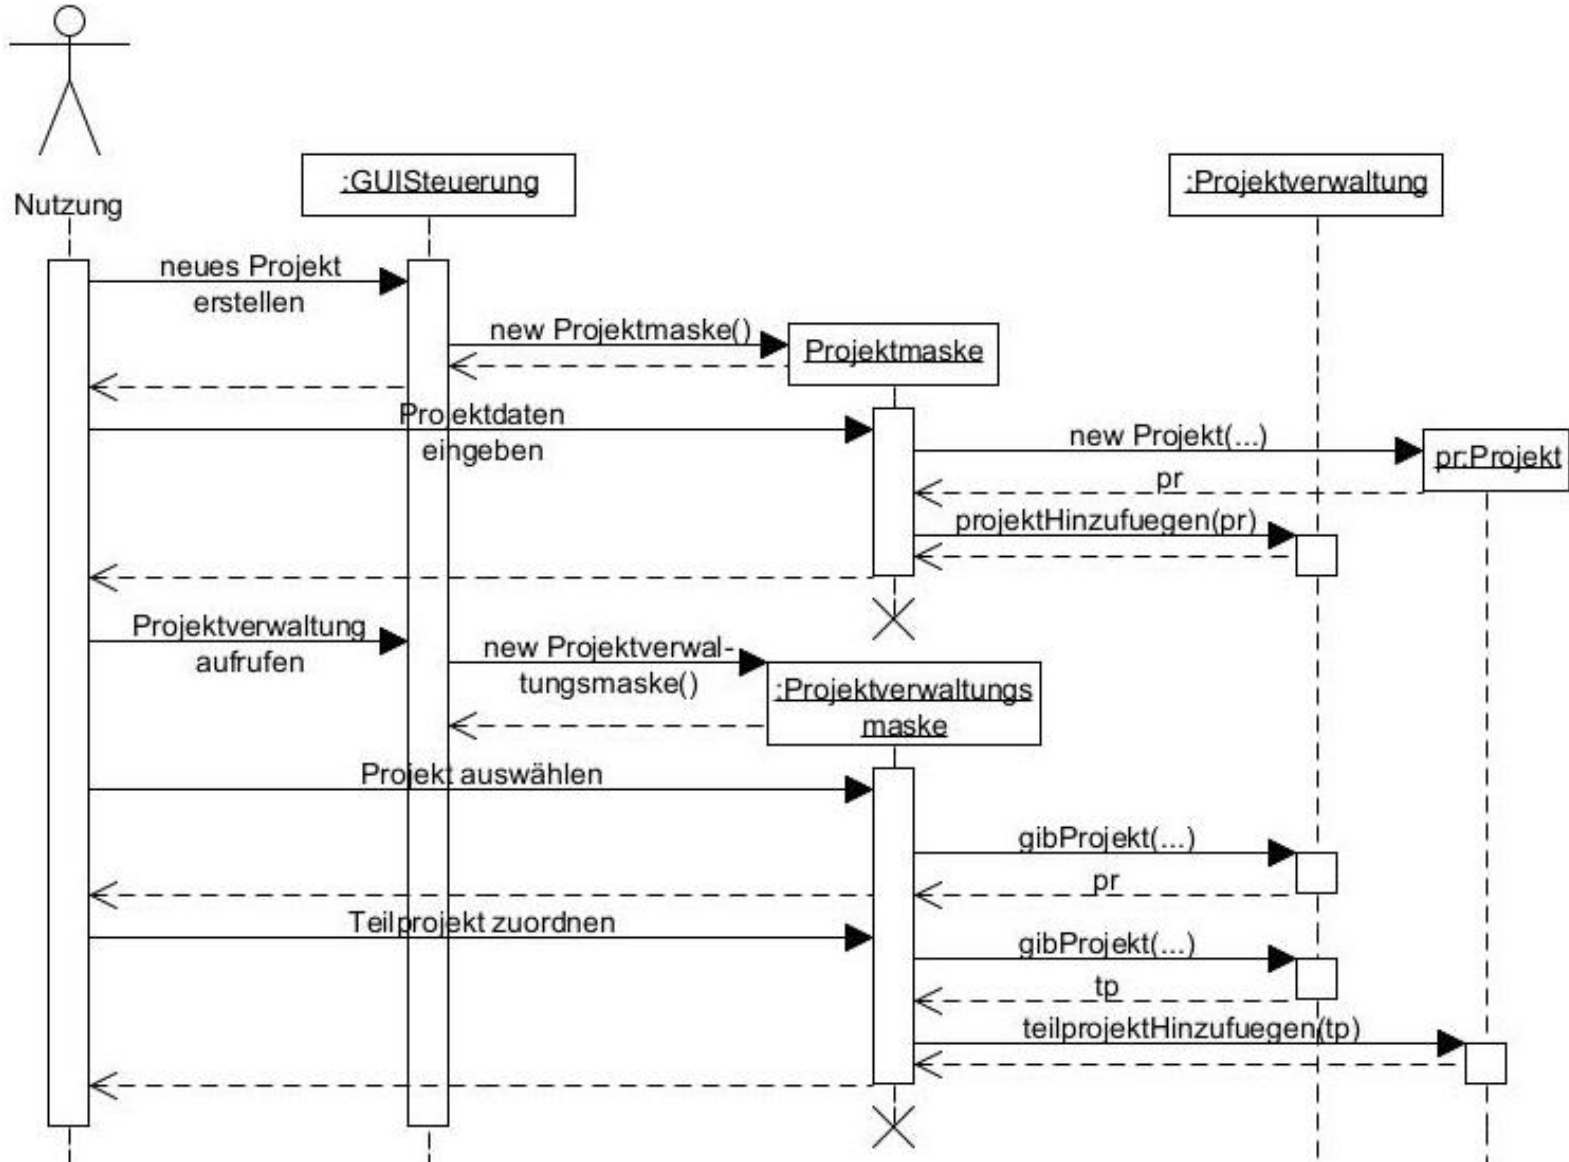 Nutzung
:GUISteuerung
:Projektverwaltung
neues Projekt
erstellen
new Projektmaske()
Projektmaske
Projektdaten
eingeben
new Projekt(...)
pr:Projekt
pr
projektHinzufuegen(pr)
Projektverwaltung
aufrufen
new Projektverwal-
tungsmaske()
:Projektverwaltungs
maske
Projekt auswählen
gibProjekt(...)
pr
Teilprojekt zuordnen
gibProjekt(...)
tp
teilprojektHinzufuegen(tp)